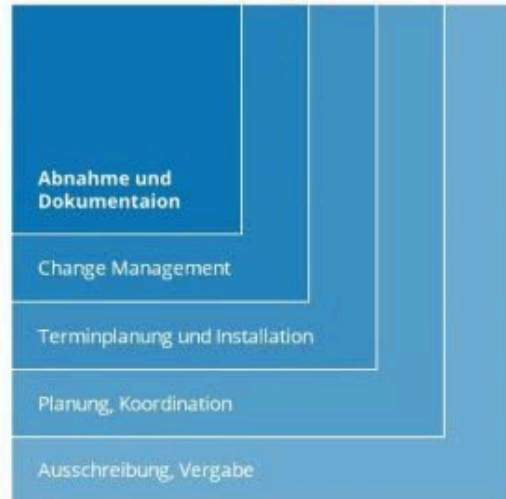 Abnahme und
Dokumentaion
Change Management
Terminplanung und Installation
Planung, Koordination
Ausschreibung, Vergabe